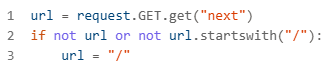 1 url = request.GET.get("next")
2 if not url or not url.startswith("/"):
3     url = "/"